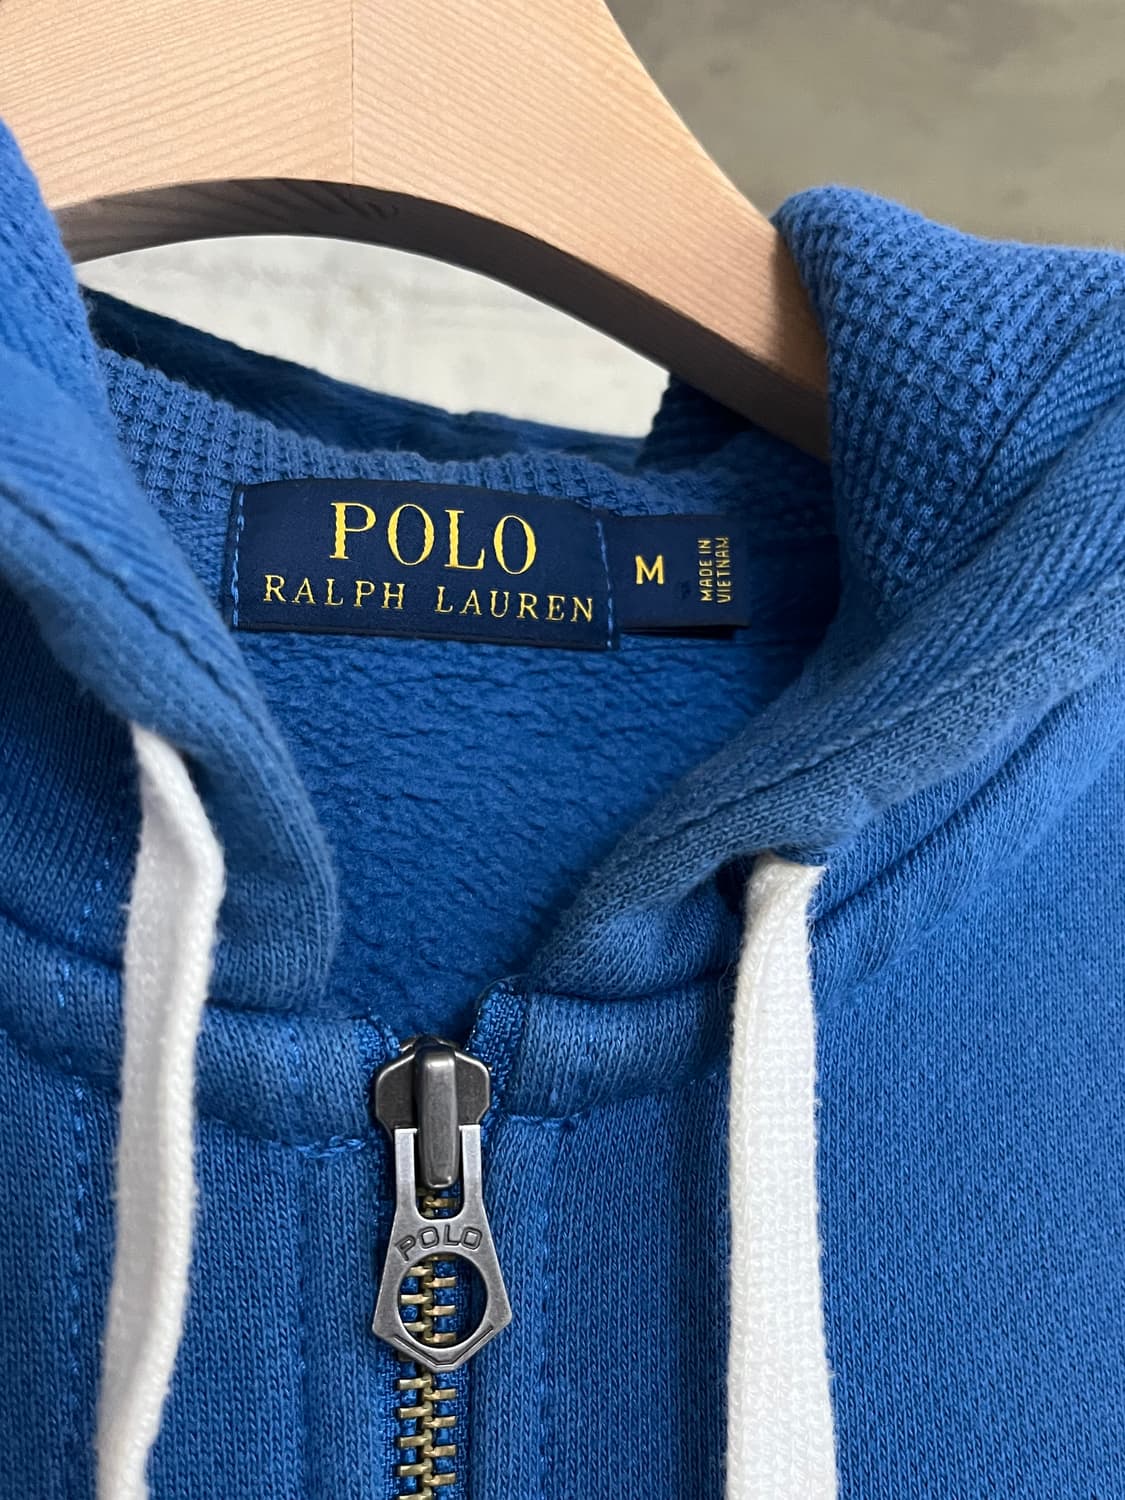 POLO
RALPH LAUREN
M
MADE IN
VIETNAM
POLO